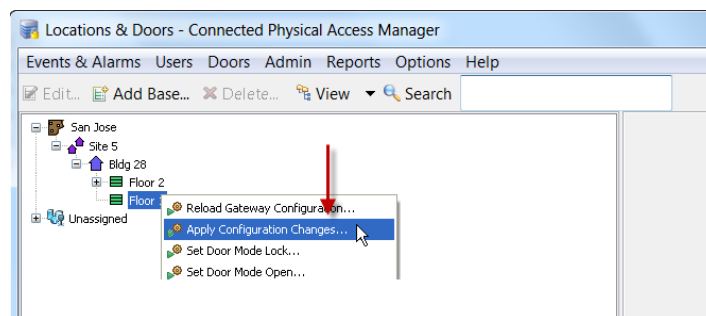 Locations & Doors - Connected Physical Access Manager
Events & Alarms Users Doors Admin Reports Options Help
Edit... Add Base... Delete... View Search
San Jose
Site 5
Bldg 28
Floor 2
Floor
Reload Gateway Configuration...
Unassigned
Apply Configuration Changes...
Set Door Mode Lock...
Set Door Mode Open...